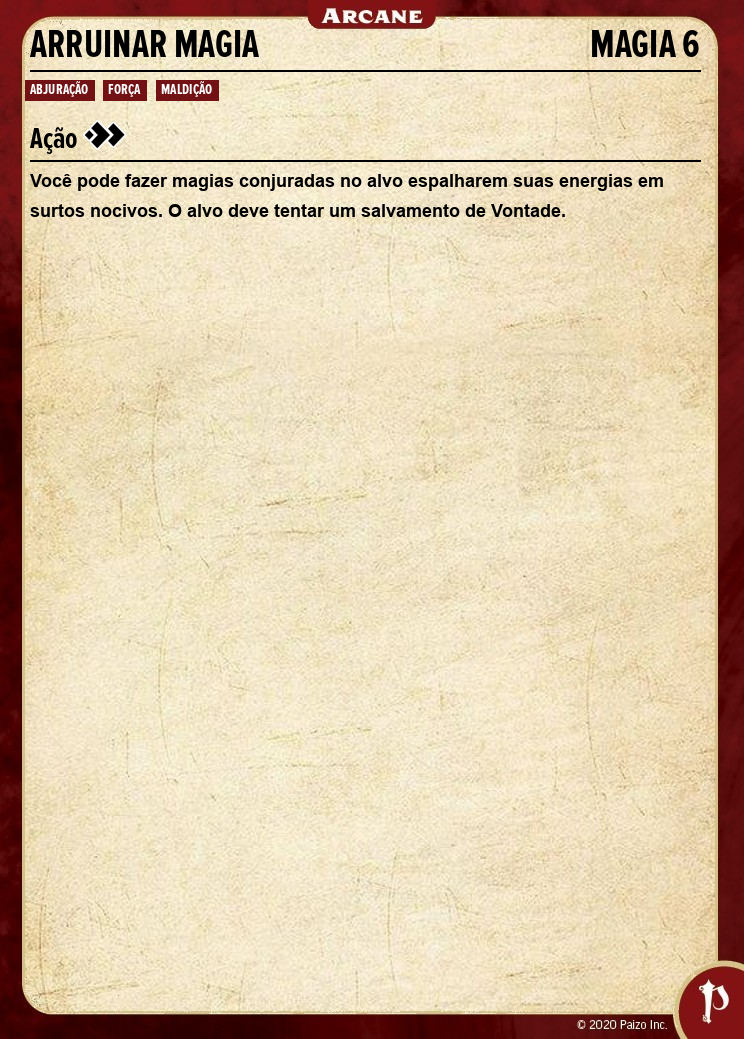 ARCANE
ARRUINAR MAGIA MAGIA 6
ABJURAÇÃO FORÇA MALDIÇÃO
Ação
Você pode fazer magias conjuradas no alvo espalharem suas energias em
surtos nocivos. O alvo deve tentar um salvamento de Vontade.
© 2020 Paizo Inc.
P